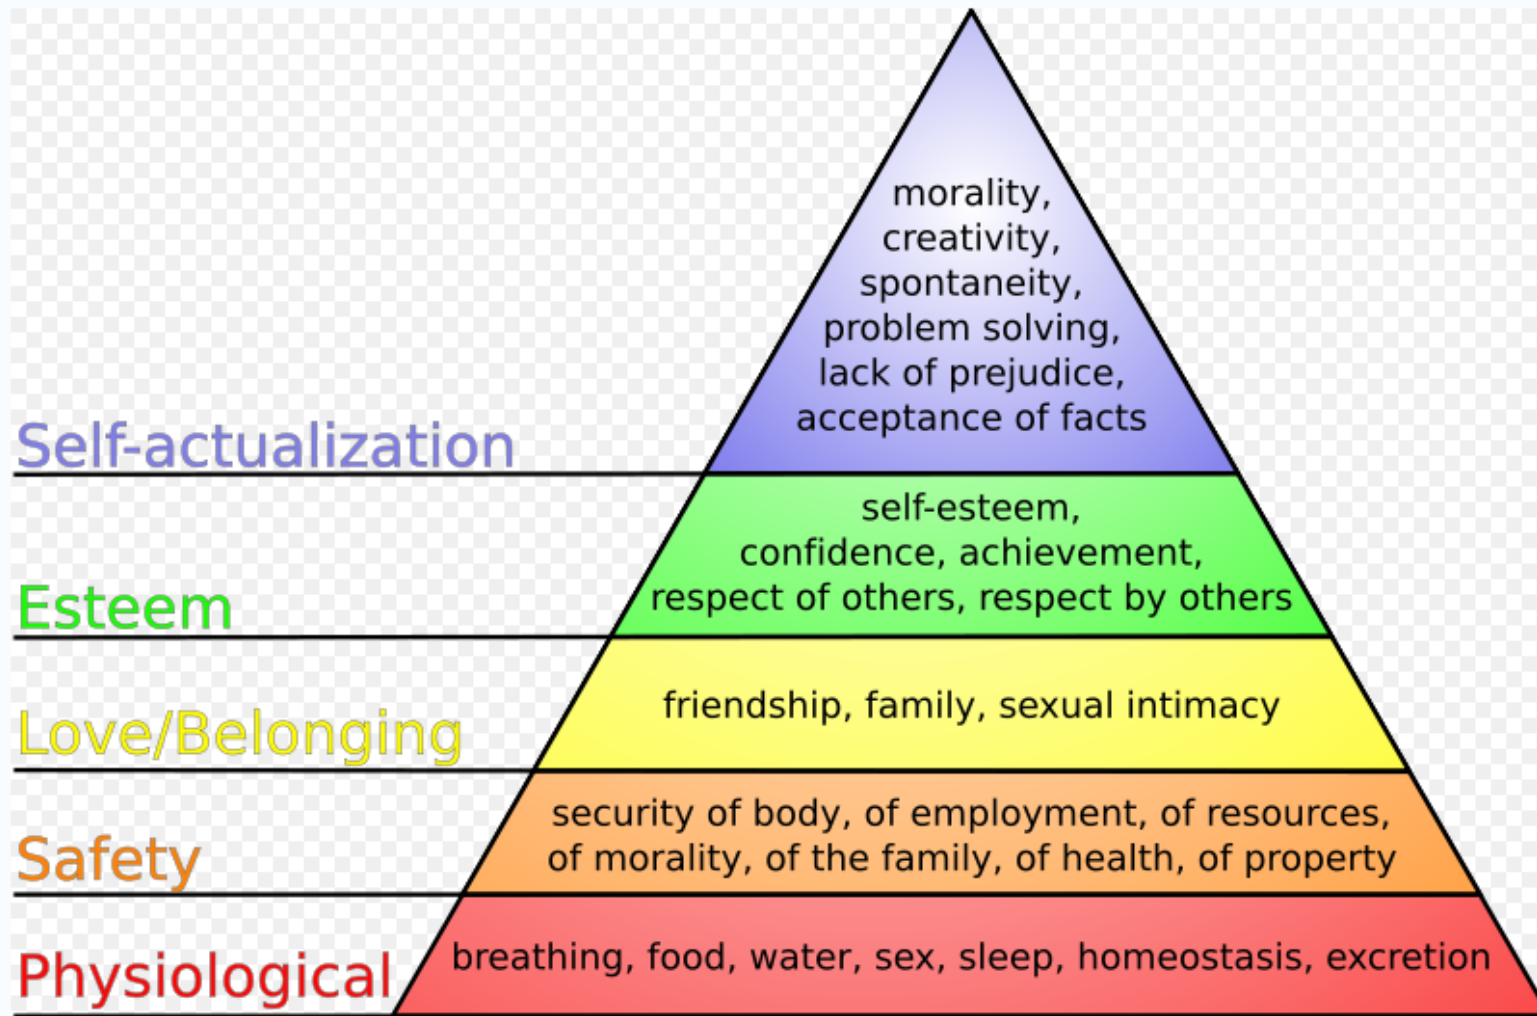 morality,
creativity,
spontaneity,
problem solving,
lack of prejudice,
acceptance of facts
Self-actualization
self-esteem,
confidence, achievement,
respect of others, respect by others
Esteem
friendship, family, sexual intimacy
Love/Belonging
security of body, of employment, of resources,
of morality, of the family, of health, of property
Safety
breathing, food, water, sex, sleep, homeostasis, excretion
Physiological